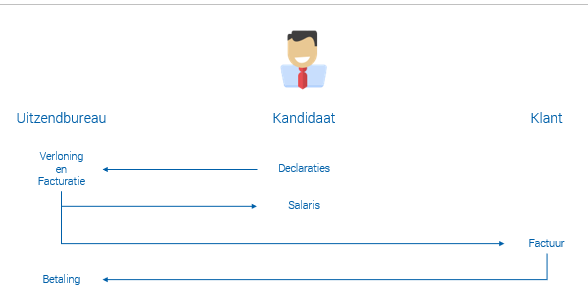 Uitzendbureau
Kandidaat
Klant
Verloning
en
Facturatie
Declaraties
Salaris
Factuur
Betaling